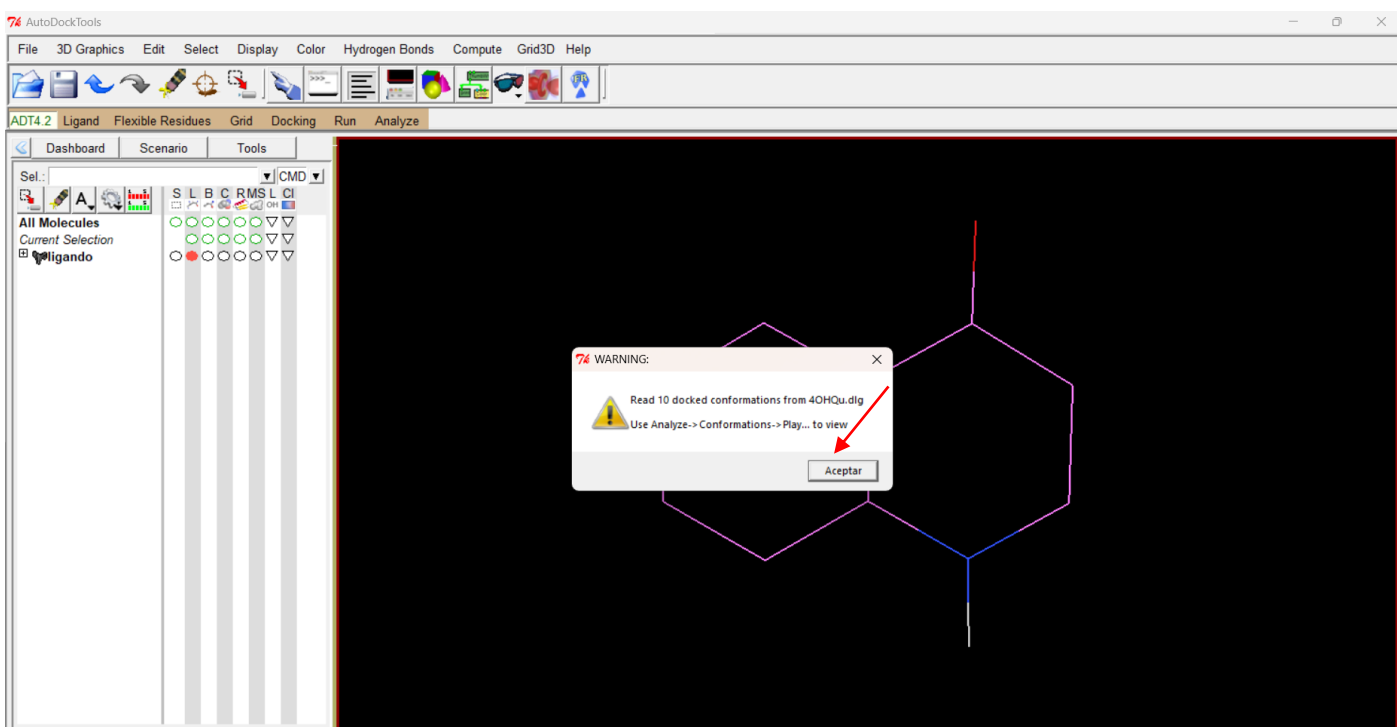 AutoDockTools
File 3D Graphics Edit Select Display Color Hydrogen Bonds Compute Grid3D Help
ADT4.2 Ligand Flexible Residues Grid Docking Run Analyze
Dashboard Scenario Tools
Sel.: CMD
A S L B C R MS L Cl
OH
All Molecules
Current Selection
ligando
WARNING:
Read 10 docked conformations from 4OHQu.dlg
Use Analyze->Conformations->Play... to view
Aceptar